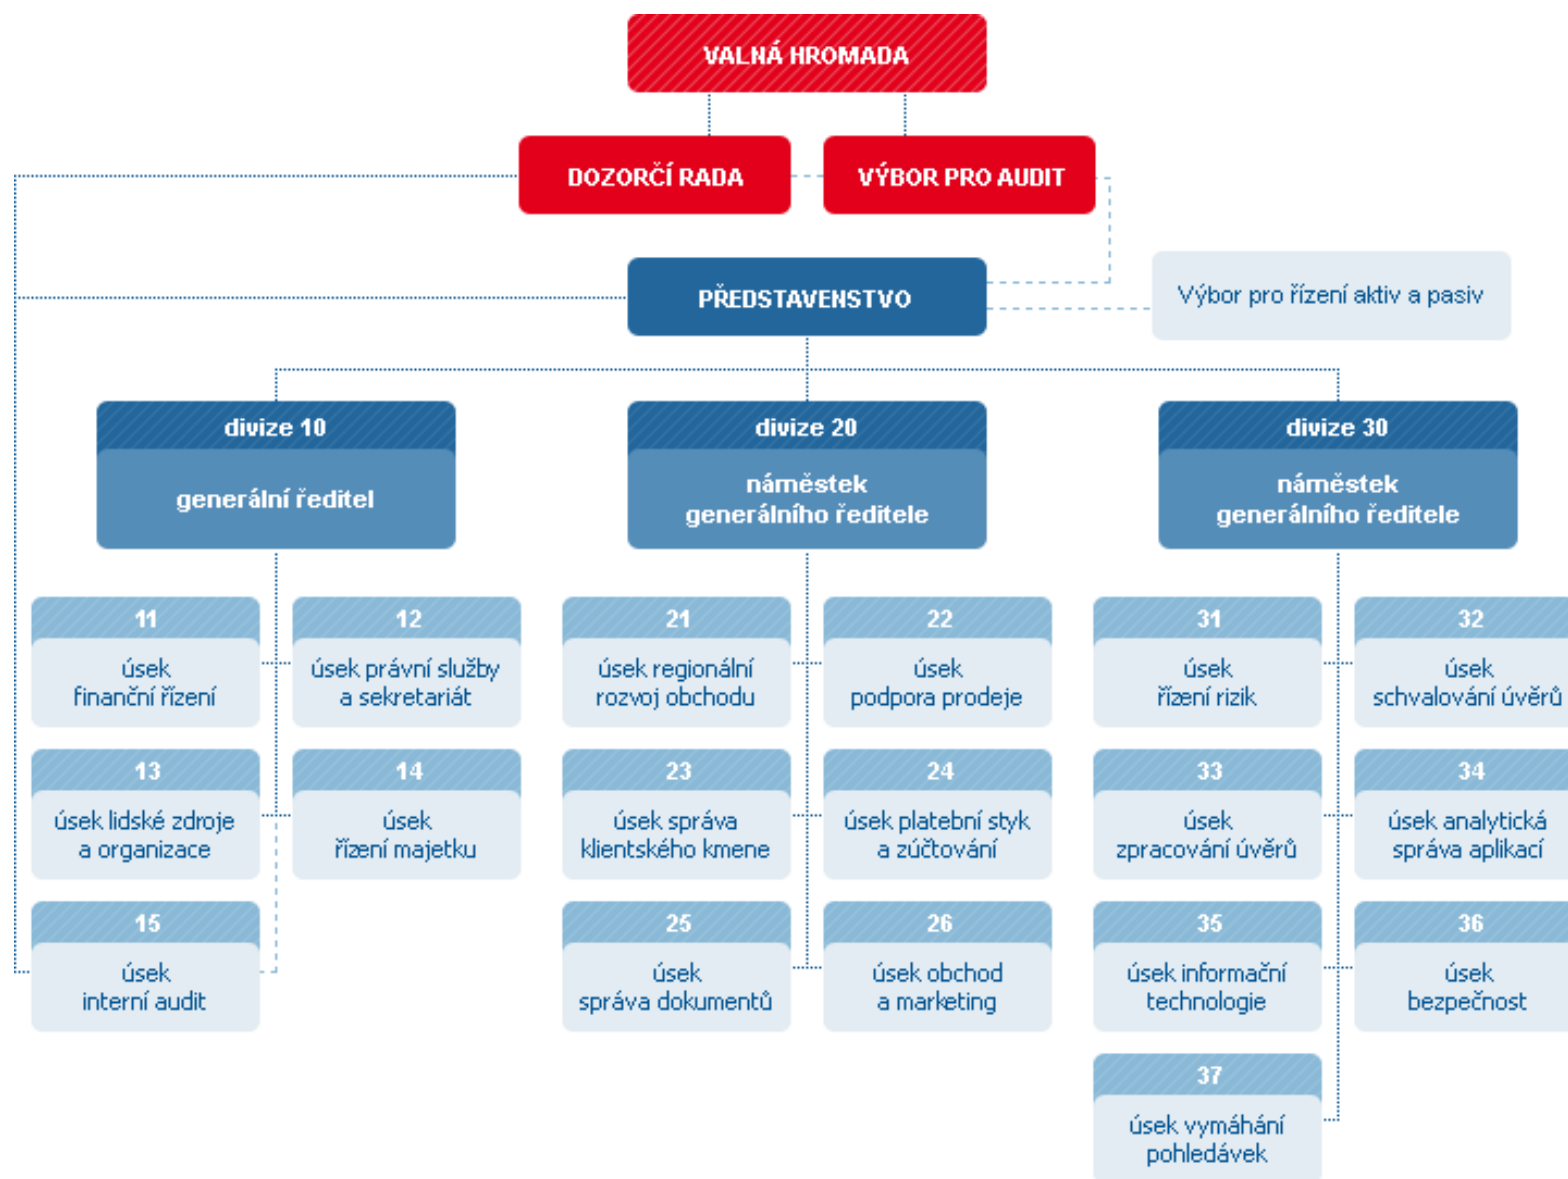 VALNÁ HROMADA
DOZORČÍ RADA
VÝBOR PRO AUDIT
PŘEDSTAVENSTVO
Výbor pro řízení aktiv a pasiv
divize 10
generální ředitel
divize 20
náměstek
generálního ředitele
divize 30
náměstek
generálního ředitele
11
úsek
finanční řízení
12
úsek právní služby
a sekretariát
13
úsek lidské zdroje
a organizace
14
úsek
řízení majetku
15
úsek
interní audit
21
úsek regionální
rozvoj obchodu
22
úsek
podpora prodeje
23
úsek správa
klientského kmene
24
úsek platební styk
a zúčtování
25
úsek
správa dokumentů
26
úsek obchod
a marketing
31
úsek
řízení rizik
32
úsek
schvalování úvěrů
33
úsek
zpracování úvěrů
34
úsek analytická
správa aplikací
35
úsek informační
technologie
36
úsek
bezpečnost
37
úsek vymáhání
pohledávek